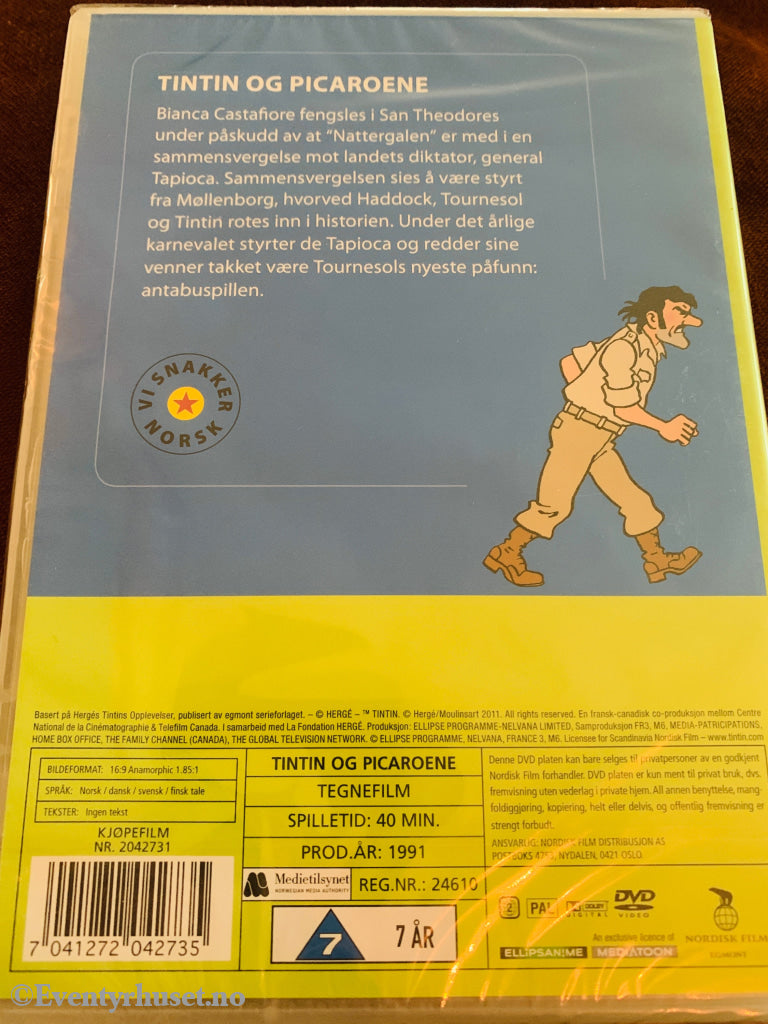 TINTIN OG PICAROENE
Bianca Castafiore fengsles i San Theodores
under påskudd av at "Nattergalen" er med i en
sammensvergelse mot landets diktator, general
Tapioca. Sammensvergelsen sies å være styrt
fra Møllenborg, hvorved Haddock, Tournesol
og Tintin rotes inn i historien. Under det årlige
karnevalet styrter de Tapioca og redder sine
venner takket være Tournesols nyeste påfunn:
antabuspillen.
VI SNAKKER
NORSK
Basert på Hergés Tintins Opplevelser, publisert av egmont serieforlaget. – © HERGÉ – ™ TINTIN. © Hergé/Moulinsart 2011. All rights reserved. En fransk-canadisk co-produksjon mellom Centre
National de la Cinématographie & Telefilm Canada. I samarbeid med La Fondation HERGÉ. Produksjon: ELLIPSE PROGRAMME-NELVANA LIMITED, Samproduksjon FR3, M6, MEDIA-PATRICIPATIONS,
HOME BOX OFFICE, THE FAMILY CHANNEL (CANADA), THE GLOBAL TELEVISION NETWORK. © ELLIPSE PROGRAMME, NELVANA, FRANCE 3, M6. Licensee for Scandinavia Nordisk Film – www.tintin.com
BILDEFORMAT: 16:9 Anamorphic 1.85:1
SPRÅK: Norsk / dansk / svensk / finsk tale
TEKSTER: Ingen tekst
KJØPEFILM
NR. 2042731
7 041272 042735
TINTIN OG PICAROENE
TEGNEFILM
SPILLETID: 40 MIN.
PROD.ÅR: 1991
Medietilsynet
NORWEGIAN MEDIA AUTHORITY
REG.NR.: 24610
7
7 ÅR
Denne DVD platen kan bare selges til privatpersoner av en godkjent
Nordisk Film forhandler. DVD platen er kun ment til privat bruk, dvs.
fremvisning uten vederlag i private hjem. All annen benyttelse, mang-
foldiggjøring, kopiering, helt eller delvis, og offentlig fremvisning er
strengt forbudt.
ANSVARLIG: NORDISK FILM DISTRIBUSJON AS
POSTBOKS 4753, NYDALEN, 0421 OSLO
2
PAL
DOLBY
DIGITAL
DVD
VIDEO
An exclusive licence of
ELLIPSANIME
MEDIATOON
NORDISK FILM
EGMONT
©Eventyrhuset.no